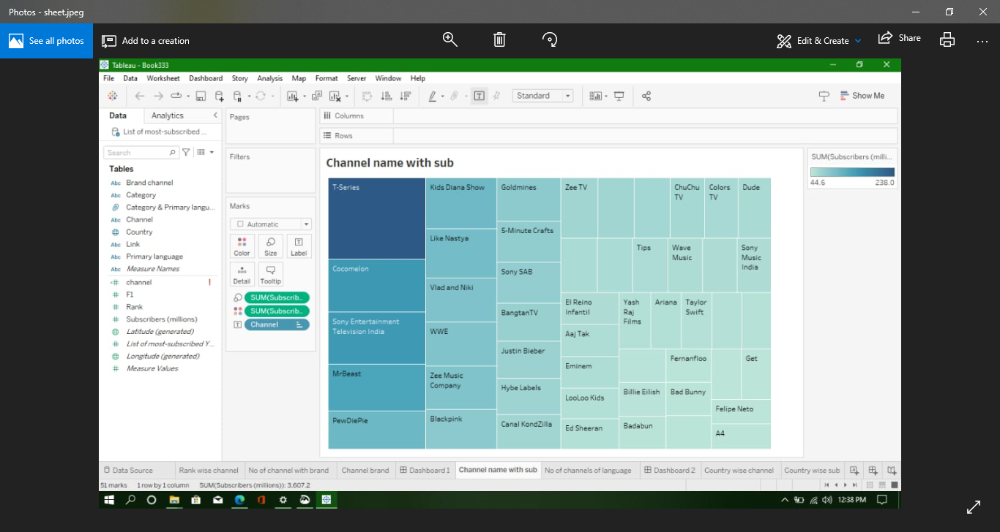 Photos - sheet.jpeg
See all photos
Add to a creation
Edit & Create
Share
Tableau - Book333
File Data Worksheet Dashboard Story Analysis Map Format Server Window Help
Standard
Show Me
Data Analytics
List of most-subscribed ...
Search
Tables
Abc Brand channel
Abc Category
Category & Primary langu...
Abc Channel
Country
Abc Link
Abc Primary language
Abc Measure Names
=# channel !
# F1
# Rank
# Subscribers (millions)
Latitude (generated)
# List of most-subscribed Y...
Longitude (generated)
# Measure Values
Pages
Filters
Marks
Automatic
Color Size Label
Detail Tooltip
SUM(Subscrib..
SUM(Subscrib..
Channel
Columns
Rows
Channel name with sub
T-Series
Cocomelon
Sony Entertainment
Television India
MrBeast
PewDiePie
Kids Diana Show
Like Nastya
Vlad and Niki
WWE
Zee Music
Company
Blackpink
Goldmines
5-Minute Crafts
Sony SAB
BangtanTV
Justin Bieber
Hybe Labels
Canal KondZilla
Zee TV
ChuChu
TV
Colors
TV
Dude
Tips
Wave
Music
Sony
Music
India
El Reino
Infantil
Aaj Tak
Eminem
LooLoo Kids
Ed Sheeran
Yash
Raj
Films
Ariana
Taylor
Swift
Fernanfloo
Get
Billie Eilish
Bad Bunny
Badabun
Felipe Neto
A4
SUM(Subscribers (milli...
44.6 238.0
Data Source Rank wise channel No of channel with brand Channel brand Dashboard 1 Channel name with sub No of channels of language Dashboard 2 Country wise channel Country wise sub
51 marks 1 row by 1 column SUM(Subscribers (millions)): 3,607.2
12:38 PM